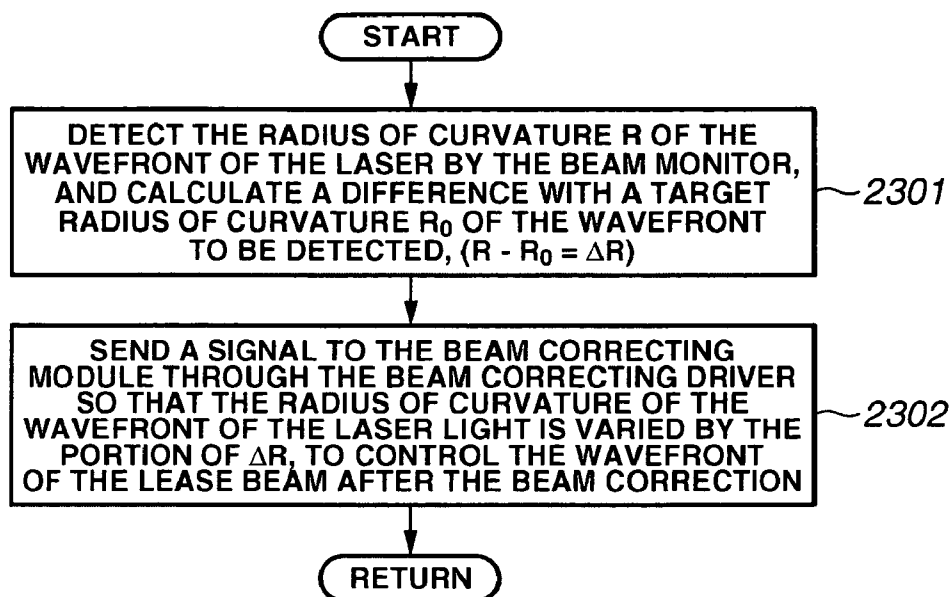 START
DETECT THE RADIUS OF CURVATURE R OF THE
WAVEFRONT OF THE LASER BY THE BEAM MONITOR,
AND CALCULATE A DIFFERENCE WITH A TARGET
RADIUS OF CURVATURE R₀ OF THE WAVEFRONT
TO BE DETECTED, (R - R₀ = ΔR)
2301
SEND A SIGNAL TO THE BEAM CORRECTING
MODULE THROUGH THE BEAM CORRECTING DRIVER
SO THAT THE RADIUS OF CURVATURE OF THE
WAVEFRONT OF THE LASER LIGHT IS VARIED BY THE
PORTION OF ΔR, TO CONTROL THE WAVEFRONT
OF THE LEASE BEAM AFTER THE BEAM CORRECTION
2302
RETURN